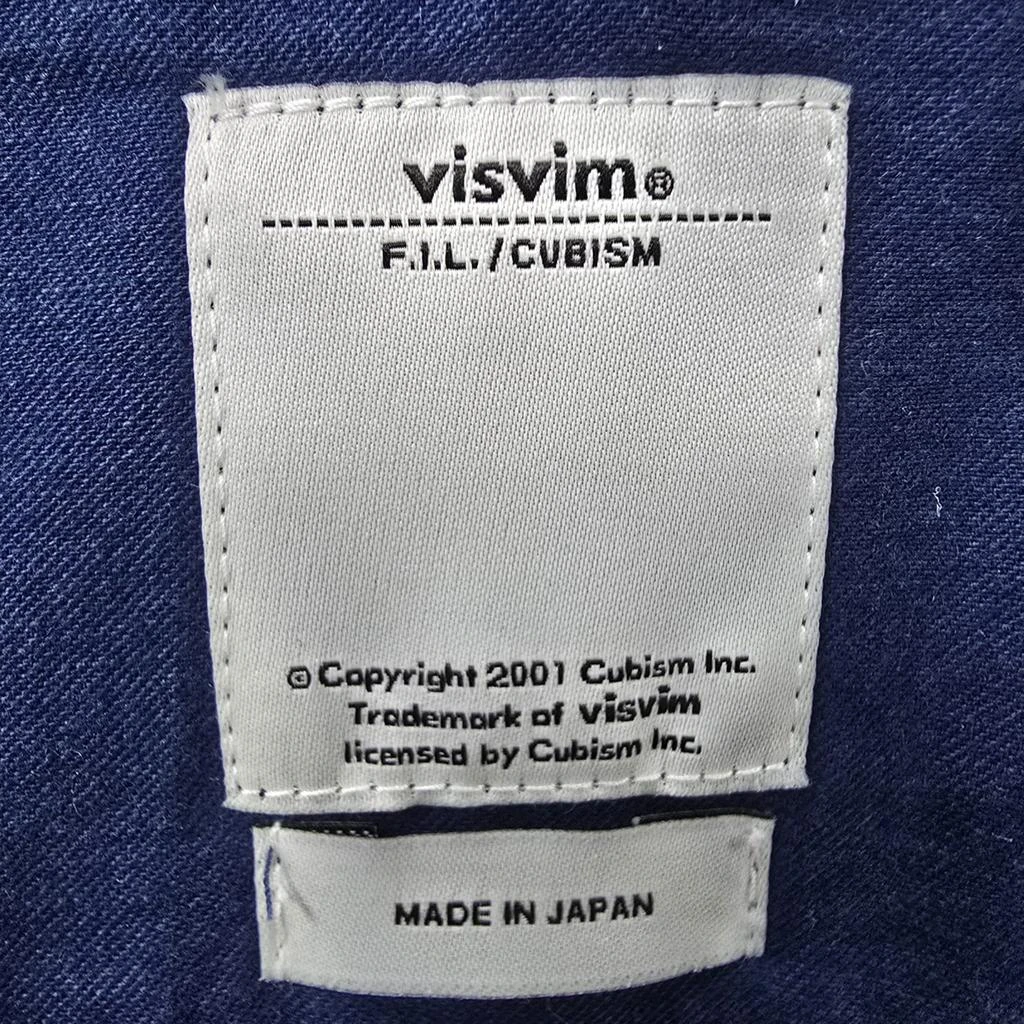 visvim®
F.I.L./CUBISM
© Copyright 2001 Cubism Inc.
Trademark of visvim
licensed by Cubism Inc.
MADE IN JAPAN